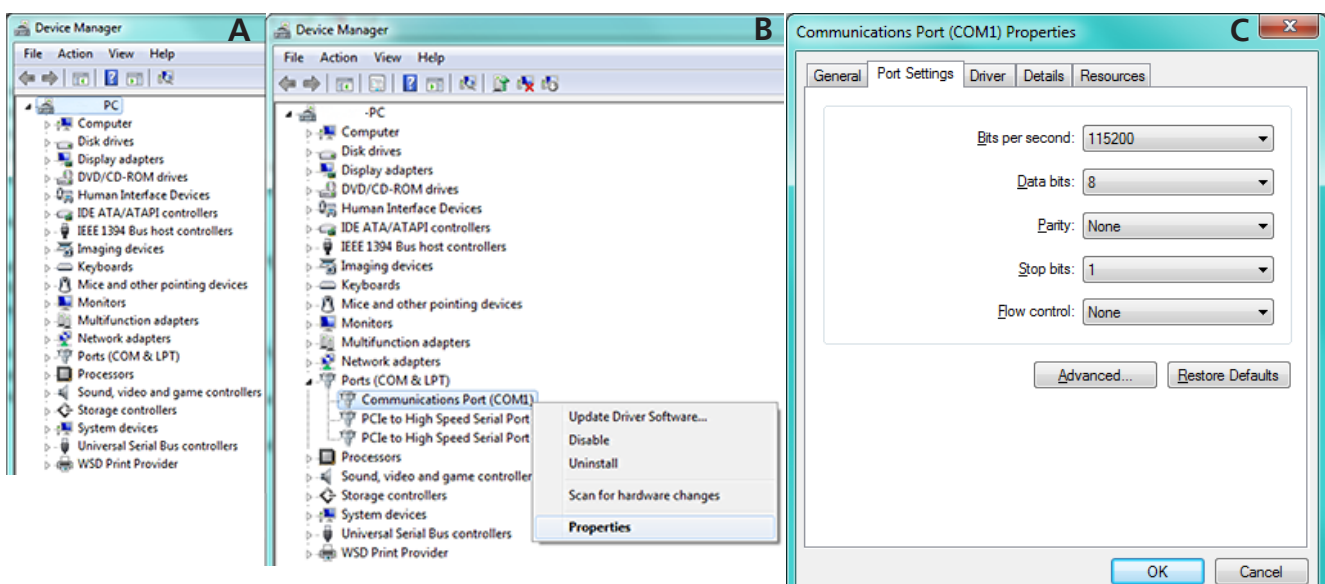 Device Manager A
File Action View Help
PC
Computer
Disk drives
Display adapters
DVD/CD-ROM drives
Human Interface Devices
IDE ATA/ATAPI controllers
IEEE 1394 Bus host controllers
Imaging devices
Keyboards
Mice and other pointing devices
Monitors
Multifunction adapters
Network adapters
Ports (COM & LPT)
Processors
Sound, video and game controllers
Storage controllers
System devices
Universal Serial Bus controllers
WSD Print Provider
Device Manager B
File Action View Help
-PC
Computer
Disk drives
Display adapters
DVD/CD-ROM drives
Human Interface Devices
IDE ATA/ATAPI controllers
IEEE 1394 Bus host controllers
Imaging devices
Keyboards
Mice and other pointing devices
Monitors
Multifunction adapters
Network adapters
Ports (COM & LPT)
Communications Port (COM1)
PCIe to High Speed Serial Port
PCIe to High Speed Serial Port
Processors
Sound, video and game controller
Storage controllers
System devices
Universal Serial Bus controllers
WSD Print Provider
Update Driver Software...
Disable
Uninstall
Scan for hardware changes
Properties
Communications Port (COM1) Properties C
General Port Settings Driver Details Resources
Bits per second: 115200
Data bits: 8
Parity: None
Stop bits: 1
Flow control: None
Advanced... Restore Defaults
OK Cancel